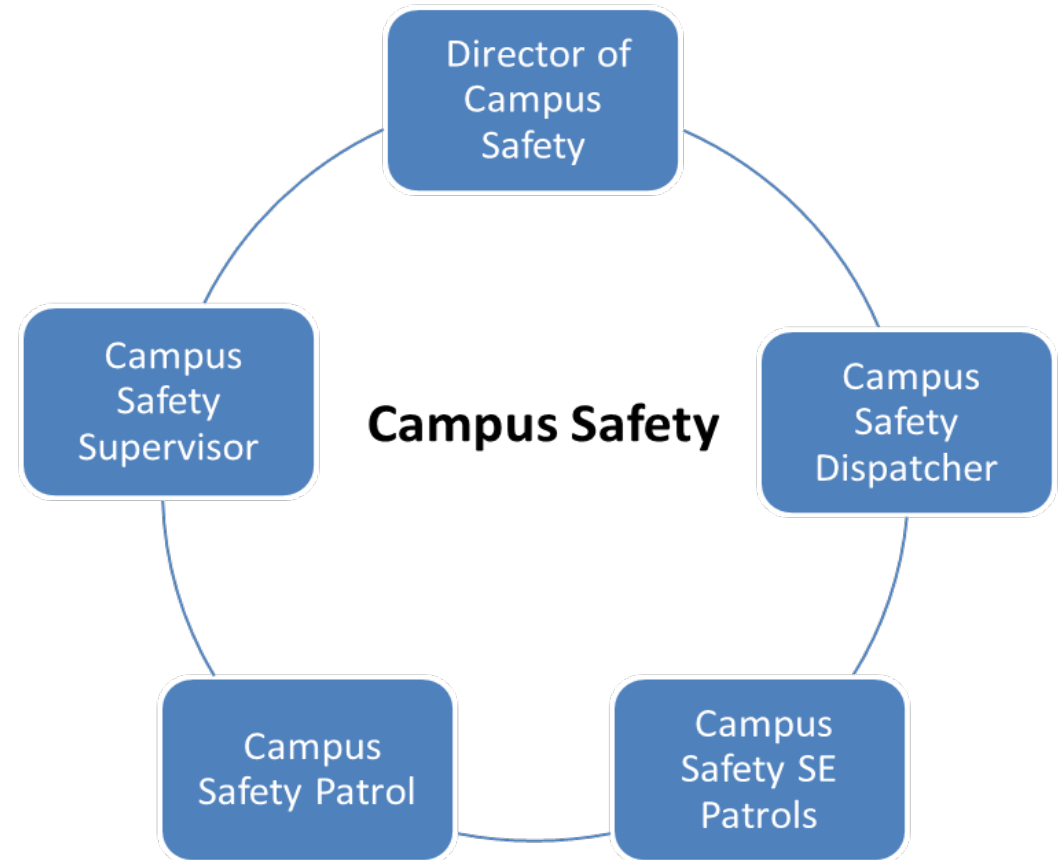 Director of
Campus
Safety
Campus
Safety
Supervisor
Campus Safety
Campus
Safety
Dispatcher
Campus
Safety Patrol
Campus
Safety SE
Patrols